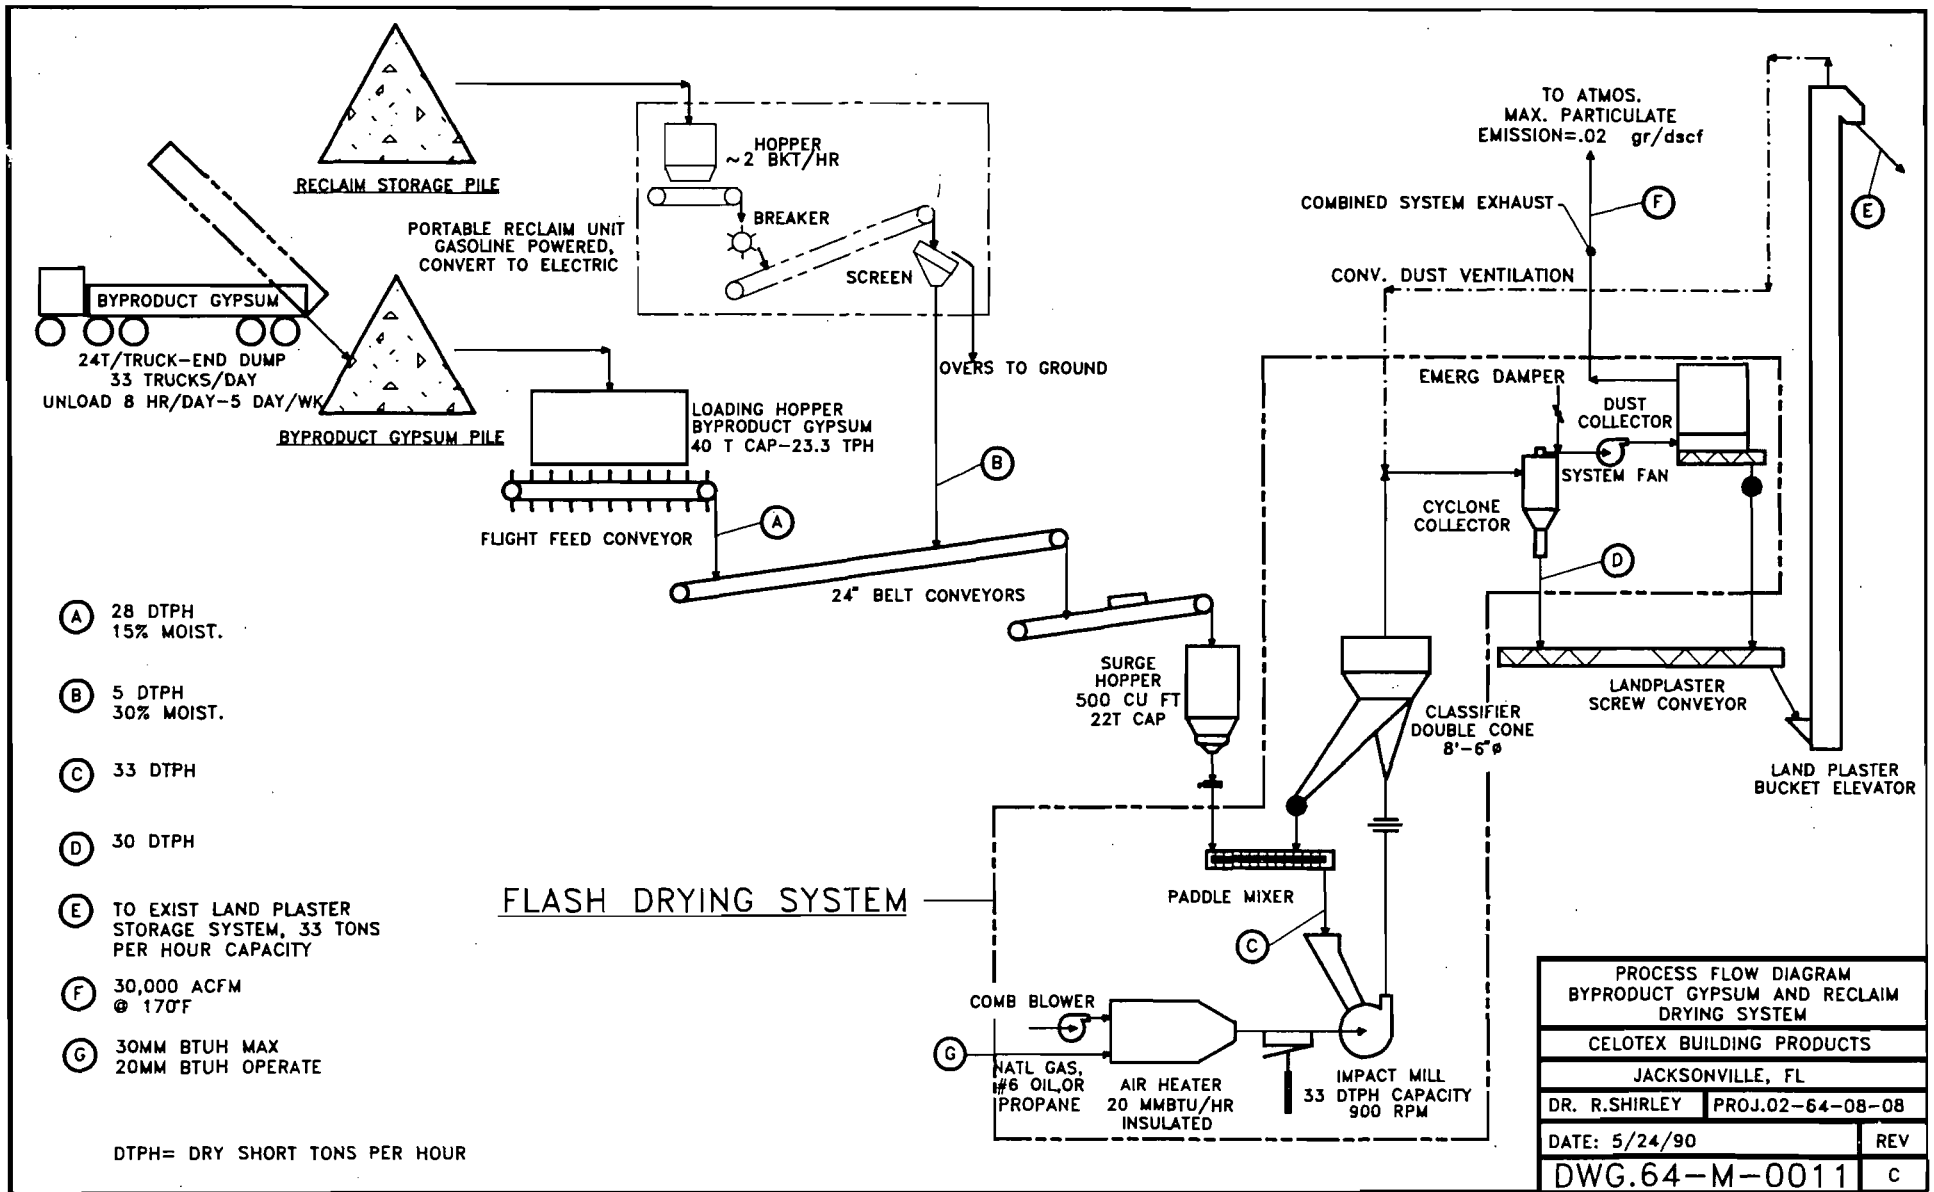 RECLAIM STORAGE PILE
HOPPER
~2 BKT/HR
BREAKER
PORTABLE RECLAIM UNIT
GASOLINE POWERED,
CONVERT TO ELECTRIC
SCREEN
OVERS TO GROUND
BYPRODUCT GYPSUM
24T/TRUCK-END DUMP
33 TRUCKS/DAY
UNLOAD 8 HR/DAY-5 DAY/WK
BYPRODUCT GYPSUM PILE
LOADING HOPPER
BYPRODUCT GYPSUM
40 T CAP-23.3 TPH
FLIGHT FEED CONVEYOR
A
B
24" BELT CONVEYORS
TO ATMOS.
MAX. PARTICULATE
EMISSION=.02 gr/dscf
COMBINED SYSTEM EXHAUST
F
E
CONV. DUST VENTILATION
EMERG DAMPER
DUST
COLLECTOR
SYSTEM FAN
CYCLONE
COLLECTOR
D
SURGE
HOPPER
500 CU FT
22T CAP
CLASSIFIER
DOUBLE CONE
8'-6"ø
LANDPLASTER
SCREW CONVEYOR
LAND PLASTER
BUCKET ELEVATOR
A 28 DTPH
15% MOIST.
B 5 DTPH
30% MOIST.
C 33 DTPH
D 30 DTPH
E TO EXIST LAND PLASTER
STORAGE SYSTEM, 33 TONS
PER HOUR CAPACITY
F 30,000 ACFM
@ 170°F
G 30MM BTUH MAX
20MM BTUH OPERATE
DTPH= DRY SHORT TONS PER HOUR
FLASH DRYING SYSTEM
PADDLE MIXER
C
COMB BLOWER
G
NATL GAS,
#6 OIL,OR
PROPANE
AIR HEATER
20 MMBTU/HR
INSULATED
IMPACT MILL
33 DTPH CAPACITY
900 RPM
PROCESS FLOW DIAGRAM
BYPRODUCT GYPSUM AND RECLAIM
DRYING SYSTEM
CELOTEX BUILDING PRODUCTS
JACKSONVILLE, FL
DR. R.SHIRLEY PROJ.02-64-08-08
DATE: 5/24/90 REV
DWG.64-M-0011 C